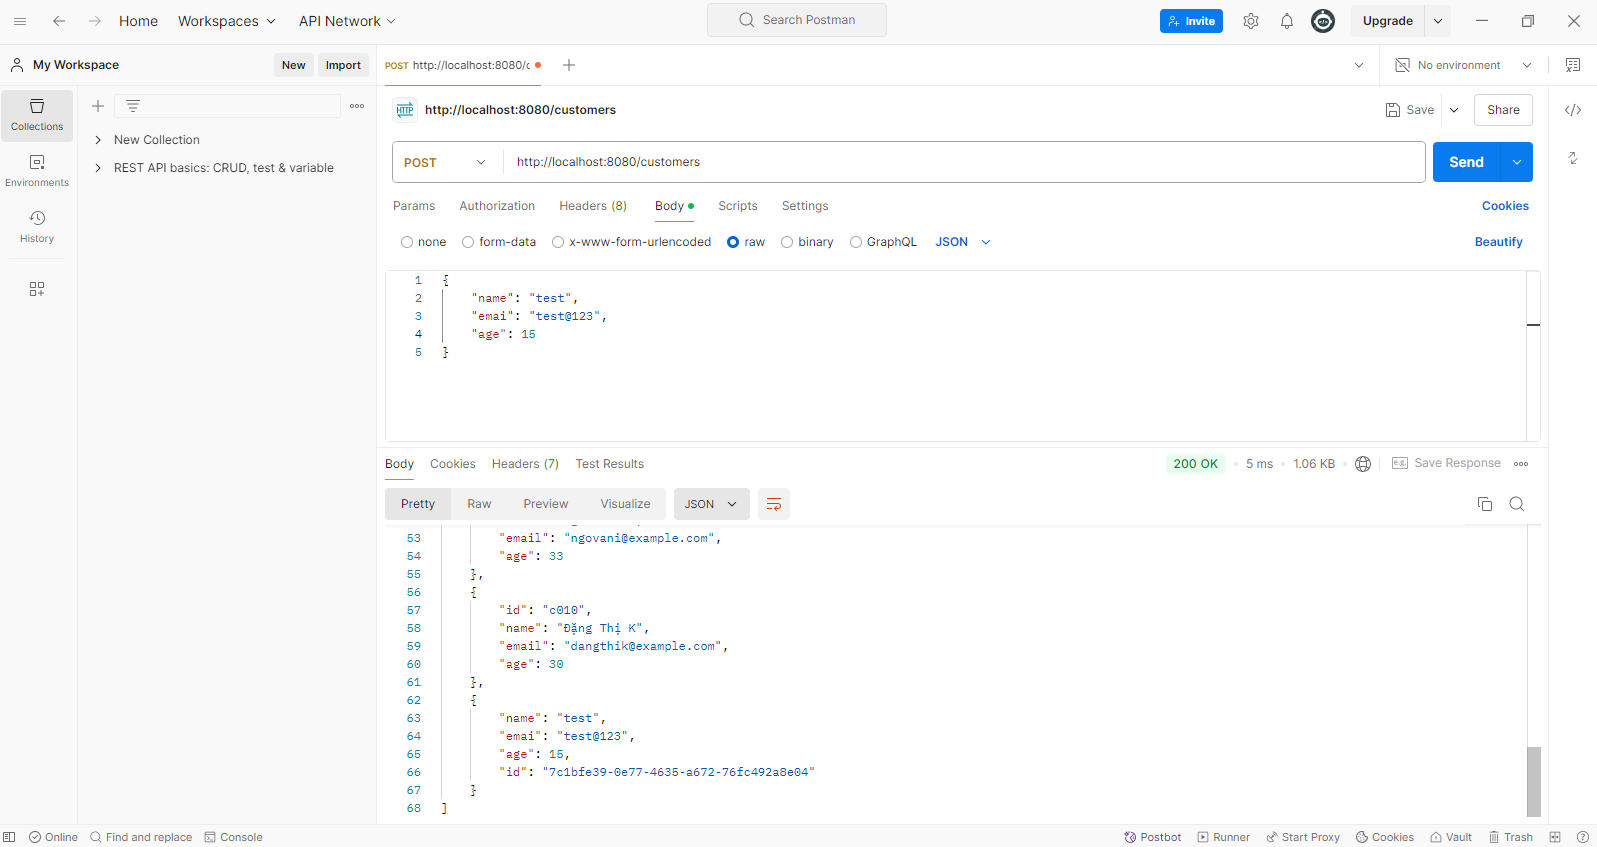 Home Workspaces API Network Search Postman Invite Upgrade
My Workspace New Import POST http://localhost:8080/c No environment
Collections
Environments
History
New Collection
REST API basics: CRUD, test & variable
HTTP http://localhost:8080/customers Save Share
POST http://localhost:8080/customers Send
Params Authorization Headers (8) Body Scripts Settings Cookies
none form-data x-www-form-urlencoded raw binary GraphQL JSON Beautify
1 {
2 "name": "test",
3 "emai": "test@123",
4 "age": 15
5 }
Body Cookies Headers (7) Test Results 200 OK 5 ms 1.06 KB e.g. Save Response
Pretty Raw Preview Visualize JSON
53 "email": "ngovani@example.com",
54 "age": 33
55 },
56 {
57 "id": "c010",
58 "name": "Đặng Thị K",
59 "email": "dangthik@example.com",
60 "age": 30
61 },
62 {
63 "name": "test",
64 "emai": "test@123",
65 "age": 15,
66 "id": "7c1bfe39-0e77-4635-a672-76fc492a8e04"
67 }
68 ]
Online Find and replace Console Postbot Runner Start Proxy Cookies Vault Trash